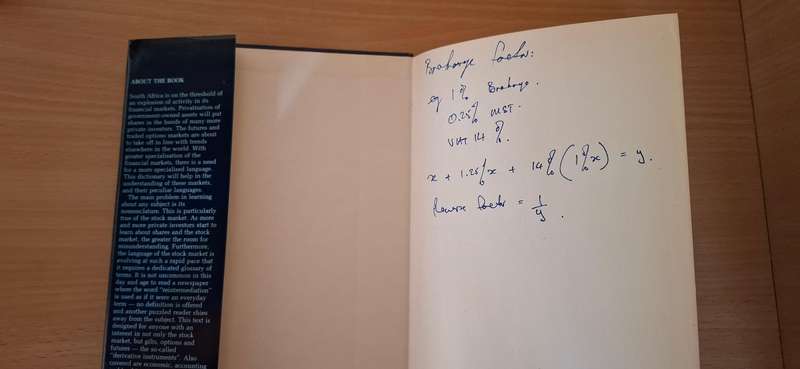 ABOUT THE BOOK
South Africa is on the threshold of
an explosion of activity in its
financial markets. Privatisation of
government-owned assets will put
shares in the hands of many more
private investors. The futures and
traded options markets are about
to take off in line with trends
elsewhere in the world. With
greater specialisation of the
financial markets, there is a need
for a more specialised language.
This dictionary will help in the
understanding of these markets,
and their peculiar languages.
The main problem in learning
about any subject is its
nomenclature. This is particularly
true of the stock market. As more
and more private investors start to
learn about shares and the stock
market, the greater the room for
misunderstanding. Furthermore,
the language of the stock market is
evolving at such a rapid pace that
it requires a dedicated glossary of
terms. It is not uncommon in this
day and age to read a newspaper
where the word "reintermediation"
is used as if it were an everyday
term — no definition is offered
and another puzzled reader shies
away from the subject. This text is
designed for anyone with an
interest in not only the stock
market, but gilts, options and
futures — the so-called
"derivative instruments". Also
covered are economic, accounting
Brokerage factor:
eg 1% Brokerage.
0.25% MST.
VAT 14%.
x + 1.25%x + 14%(1%x) = y.
Reverse factor = 1/y.